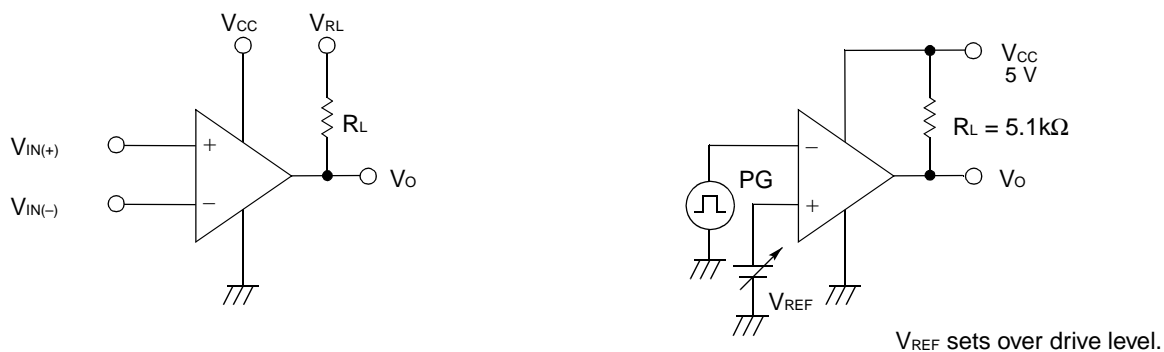 VCC
VRL
RL
VIN(+)
+
VIN(–)
–
VO
VCC
5 V
RL = 5.1kΩ
–
PG
+
VO
VREF
VREF sets over drive level.